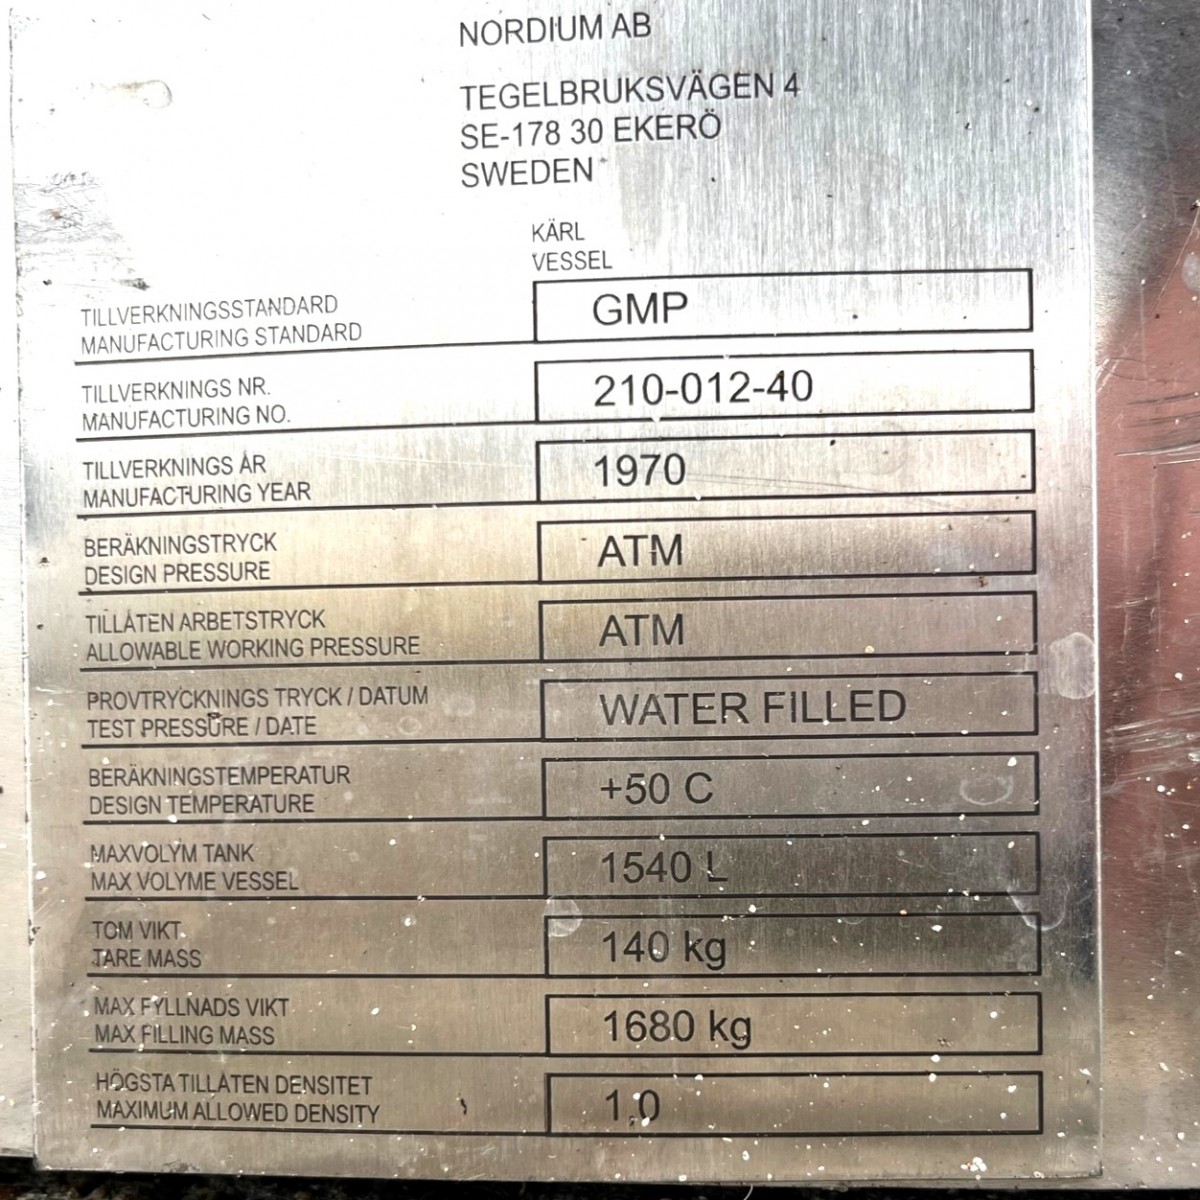 NORDIUM AB
TEGELBRUKSVÄGEN 4
SE-178 30 EKERÖ
SWEDEN
KÄRL
VESSEL
TILLVERKNINGSSTANDARD
MANUFACTURING STANDARD
GMP
TILLVERKNINGS NR.
MANUFACTURING NO.
210-012-40
TILLVERKNINGS ÅR
MANUFACTURING YEAR
1970
BERÄKNINGSTRYCK
DESIGN PRESSURE
ATM
TILLÅTEN ARBETSTRYCK
ALLOWABLE WORKING PRESSURE
ATM
PROVTRYCKNINGS TRYCK / DATUM
TEST PRESSURE / DATE
WATER FILLED
BERÄKNINGSTEMPERATUR
DESIGN TEMPERATURE
+50 C
MAXVOLYM TANK
MAX VOLYME VESSEL
1540 L
TOM VIKT
TARE MASS
140 kg
MAX FYLLNADS VIKT
MAX FILLING MASS
1680 kg
HÖGSTA TILLÅTEN DENSITET
MAXIMUM ALLOWED DENSITY
1,0